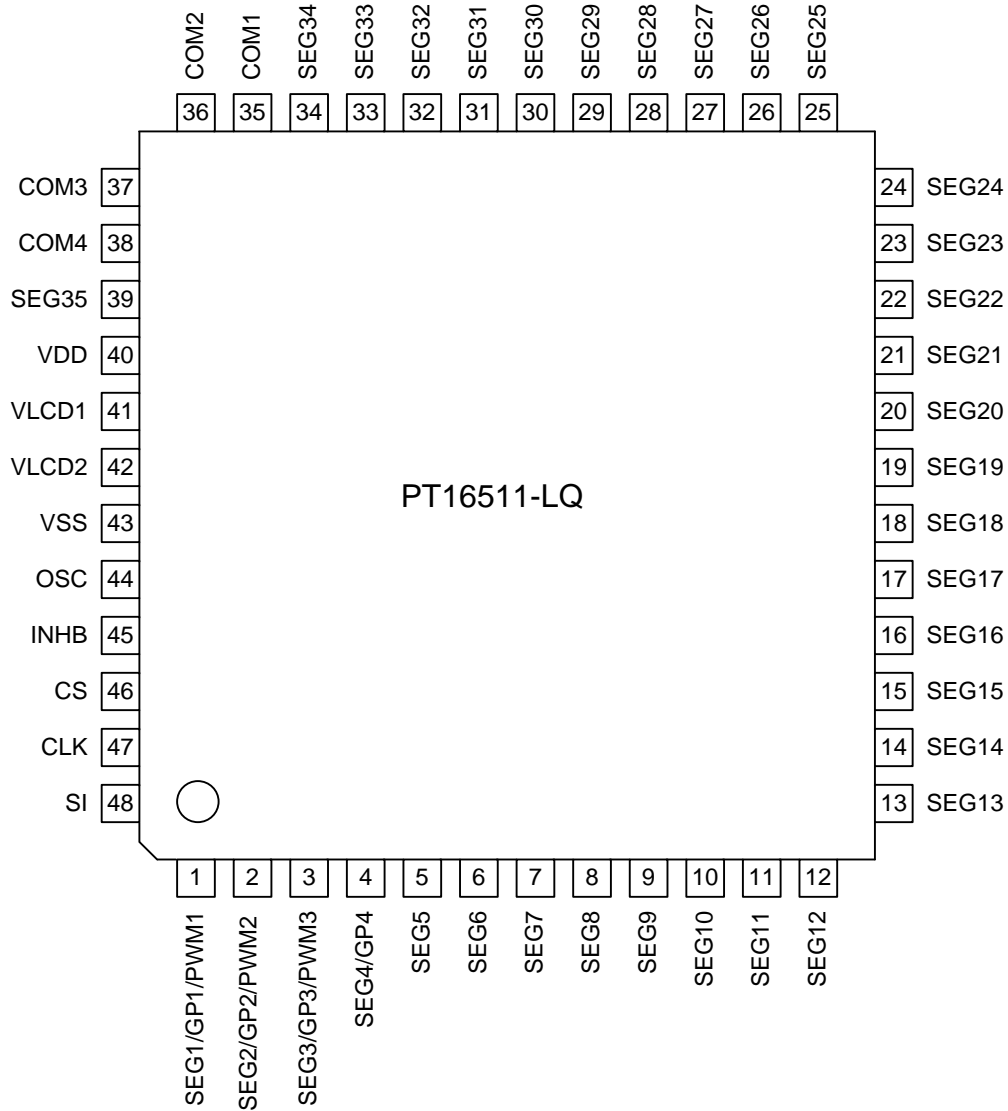 COM2
COM1
SEG34
SEG33
SEG32
SEG31
SEG30
SEG29
SEG28
SEG27
SEG26
SEG25
36 35 34 33 32 31 30 29 28 27 26 25
COM3 37
24 SEG24
COM4 38
23 SEG23
SEG35 39
22 SEG22
VDD 40
21 SEG21
VLCD1 41
20 SEG20
VLCD2 42
19 SEG19
PT16511-LQ
VSS 43
18 SEG18
OSC 44
17 SEG17
INHB 45
16 SEG16
CS 46
15 SEG15
CLK 47
14 SEG14
SI 48
13 SEG13
1 2 3 4 5 6 7 8 9 10 11 12
SEG1/GP1/PWM1
SEG2/GP2/PWM2
SEG3/GP3/PWM3
SEG4/GP4
SEG5
SEG6
SEG7
SEG8
SEG9
SEG10
SEG11
SEG12